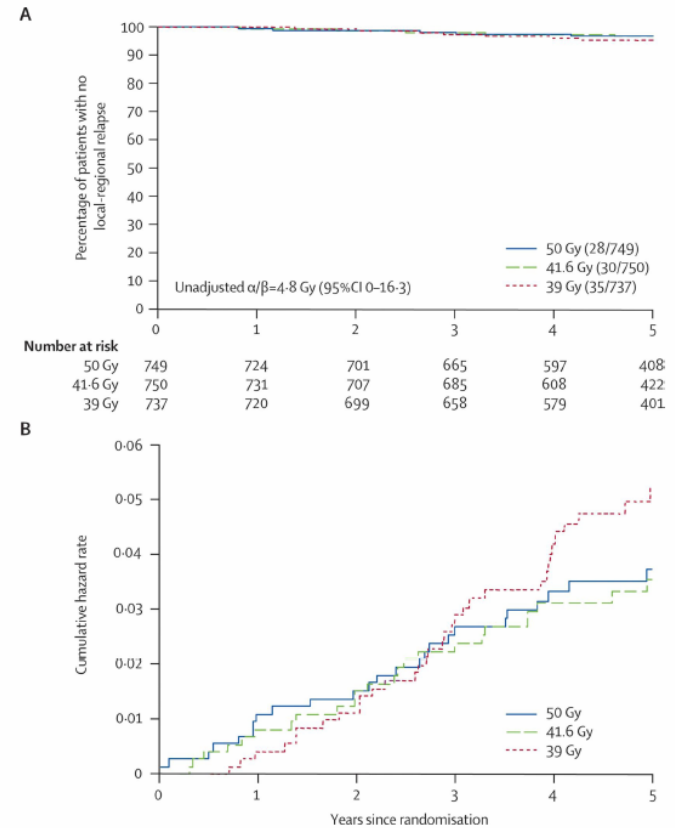 A
100
90
80
70
60
50
40
30
20
10
0
Percentage of patients with no
local-regional relapse
50 Gy (28/749)
41·6 Gy (30/750)
39 Gy (35/737)
Unadjusted α/β=4·8 Gy (95%CI 0–16·3)
0 1 2 3 4 5
Number at risk
50 Gy 749 724 701 665 597 408
41·6 Gy 750 731 707 685 608 422
39 Gy 737 720 699 658 579 401
B
0·06
0·05
0·04
0·03
0·02
0·01
0
Cumulative hazard rate
50 Gy
41.6 Gy
39 Gy
0 1 2 3 4 5
Years since randomisation